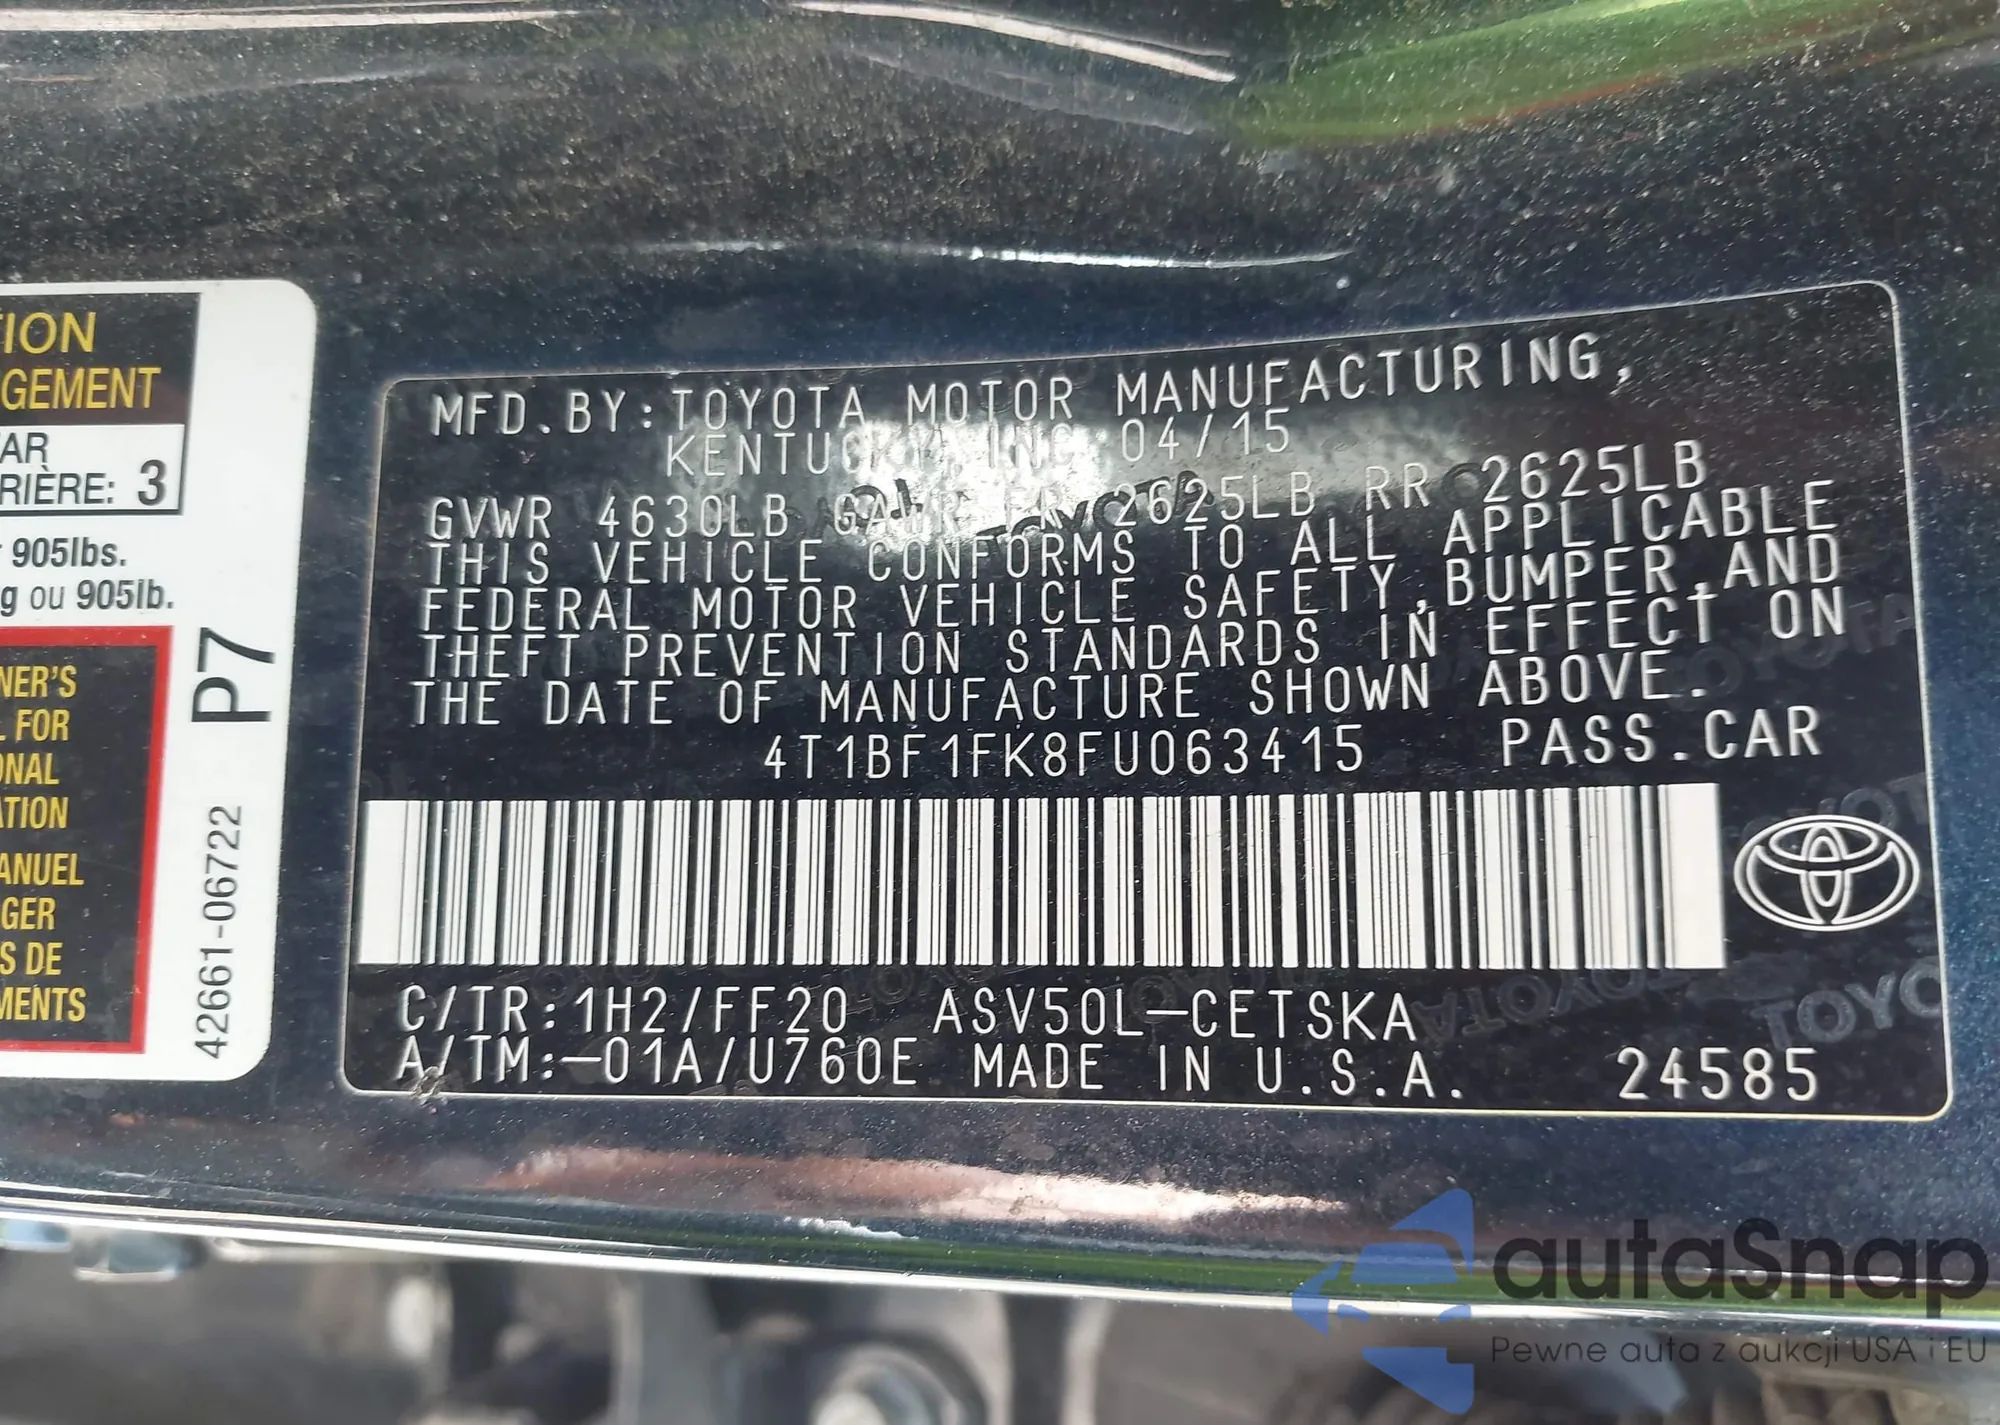 TION
GEMENT
AR
RIÈRE: 3
905lbs.
g ou 905lb.
NER'S
L FOR
ONAL
ATION
ANUEL
GER
S DE
MENTS
P7
42661-06722
MFD.BY:TOYOTA MOTOR MANUFACTURING,
KENTUCKY,INC 04/15
GVWR 4630LB GAWR FR 2625LB RR 2625LB
THIS VEHICLE CONFORMS TO ALL APPLICABLE
FEDERAL MOTOR VEHICLE SAFETY,BUMPER,AND
THEFT PREVENTION STANDARDS IN EFFECT ON
THE DATE OF MANUFACTURE SHOWN ABOVE.
4T1BF1FK8FU063415 PASS.CAR
C/TR:1H2/FF20 ASV50L-CETSKA
A/TM:-01A/U760E MADE IN U.S.A. 24585
autaSnap
Pewne auta z aukcji USA i EU